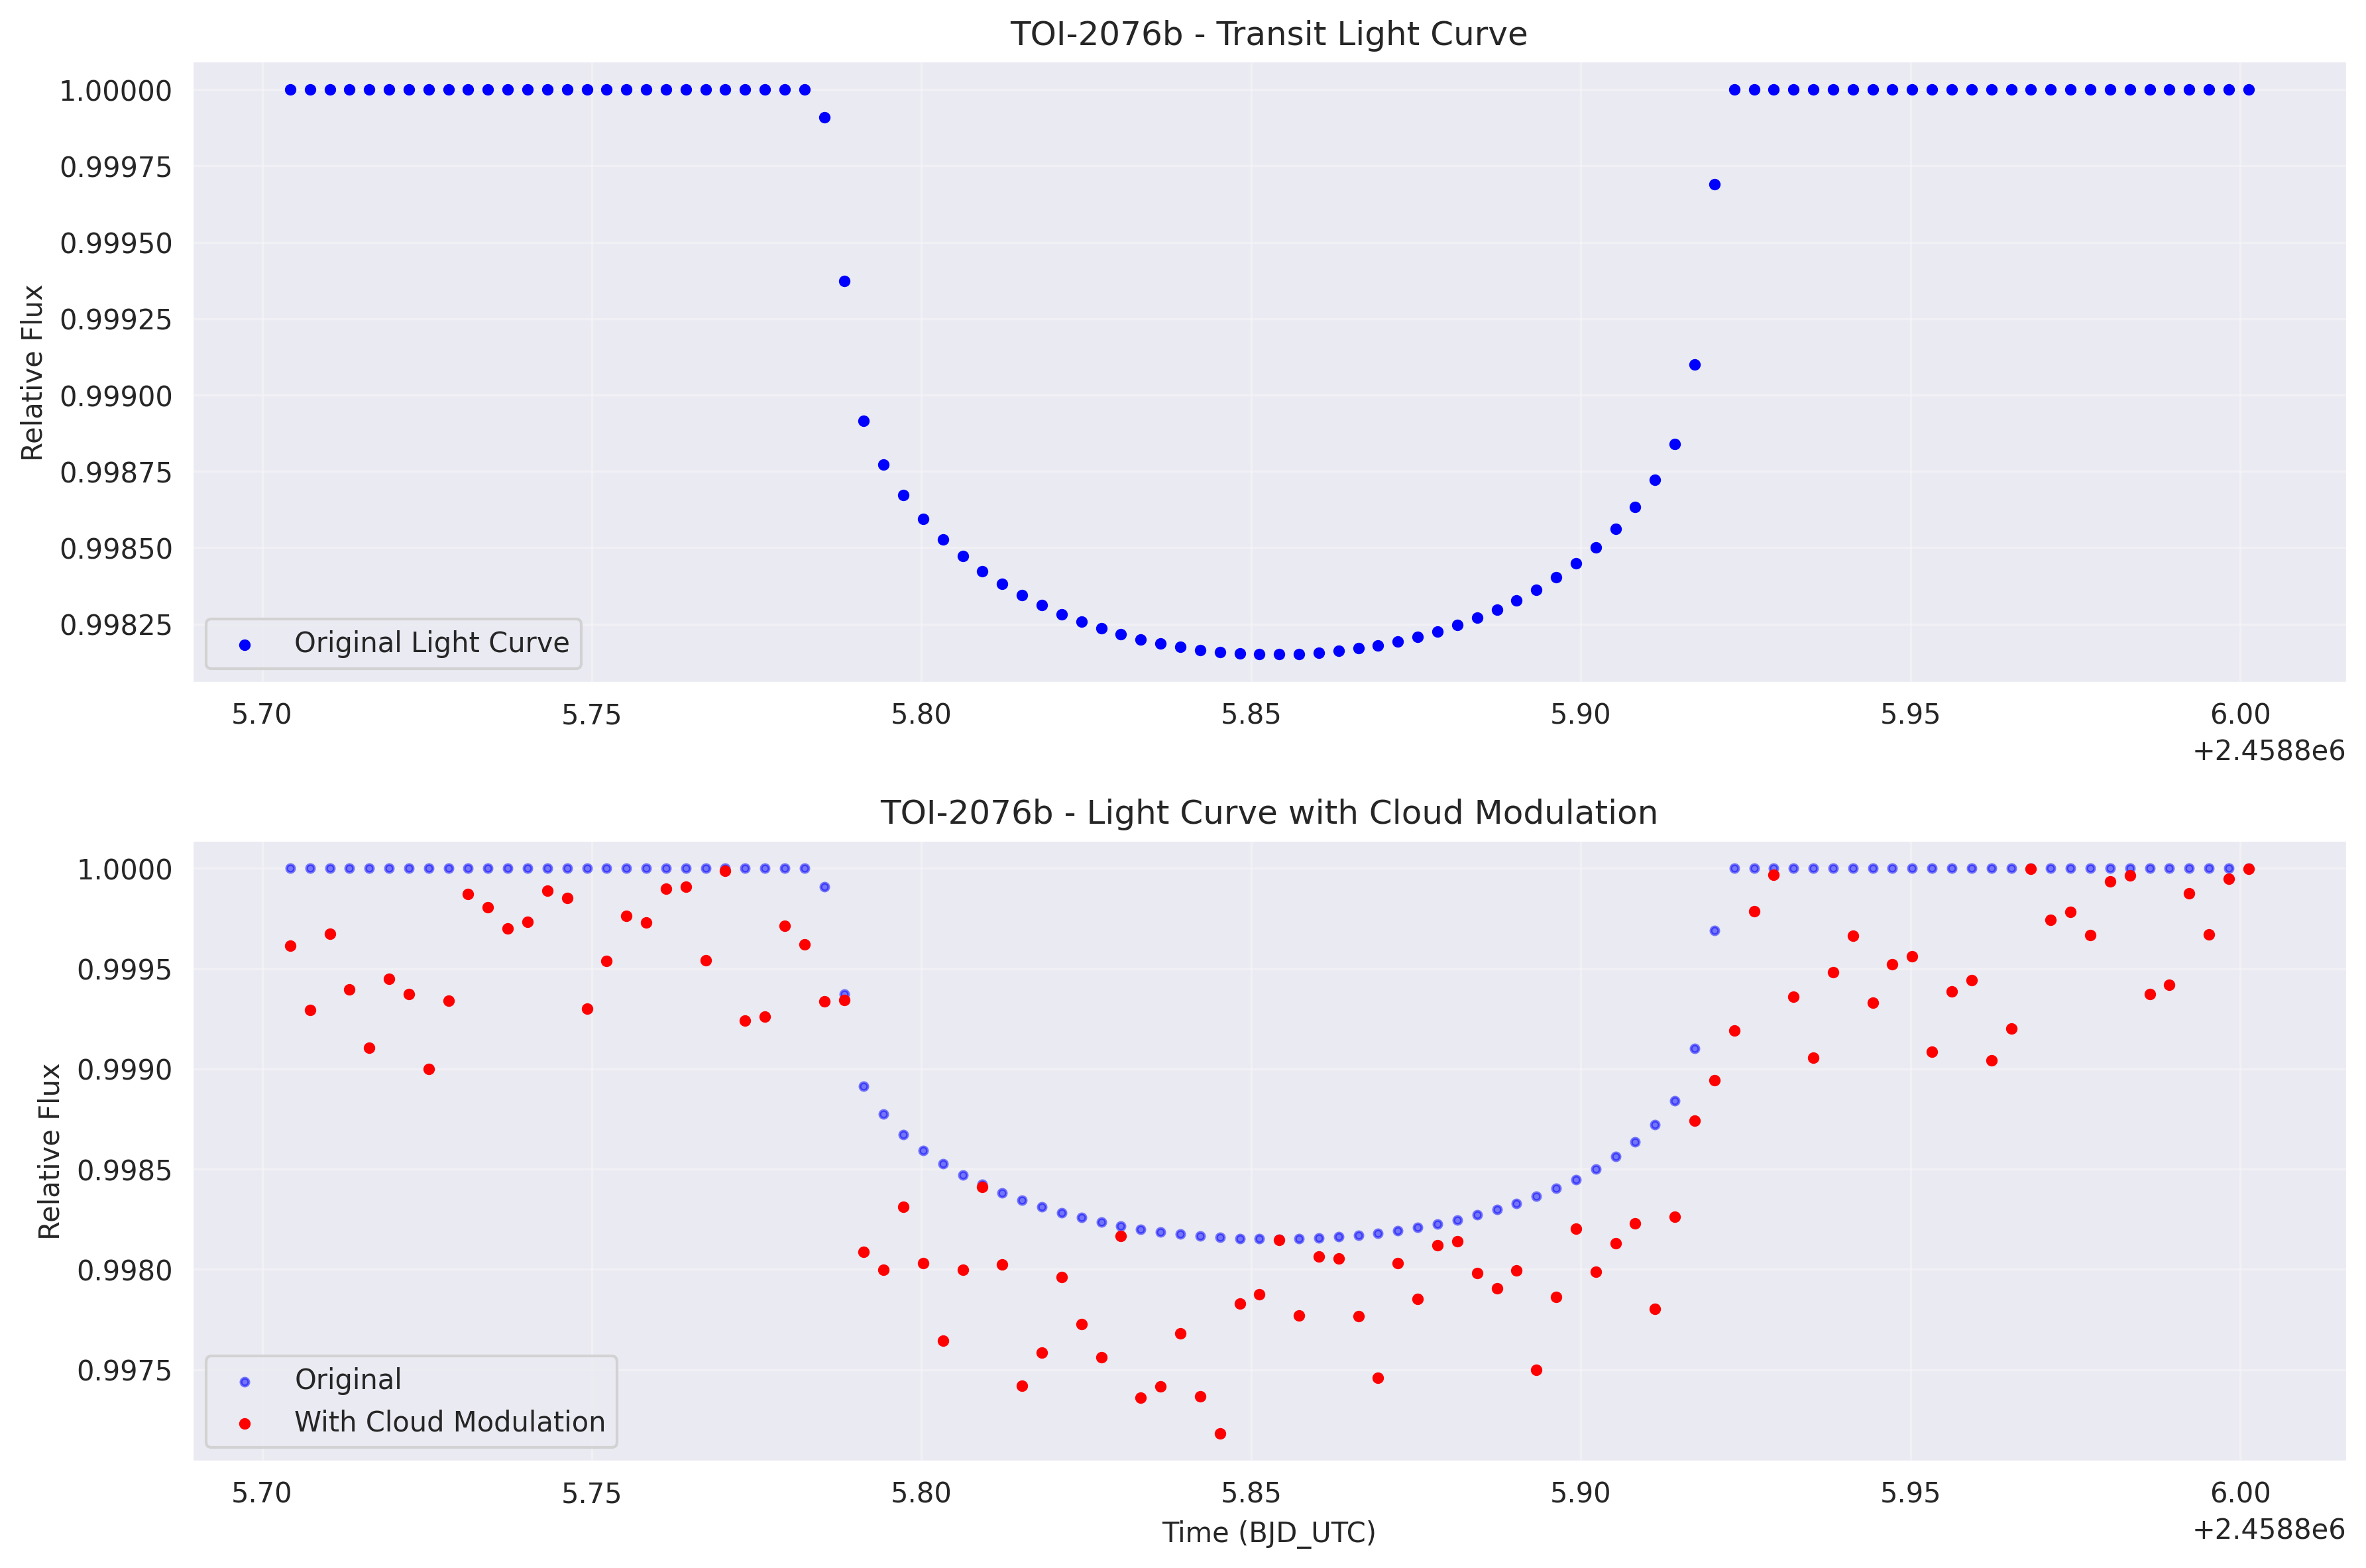 TOI-2076b - Transit Light Curve
1.00000
0.99975
0.99950
0.99925
0.99900
0.99875
0.99850
0.99825
Relative Flux
Original Light Curve
5.70 5.75 5.80 5.85 5.90 5.95 6.00
+2.4588e6
TOI-2076b - Light Curve with Cloud Modulation
1.0000
0.9995
0.9990
0.9985
0.9980
0.9975
Relative Flux
Original
With Cloud Modulation
5.70 5.75 5.80 5.85 5.90 5.95 6.00
Time (BJD_UTC)
+2.4588e6